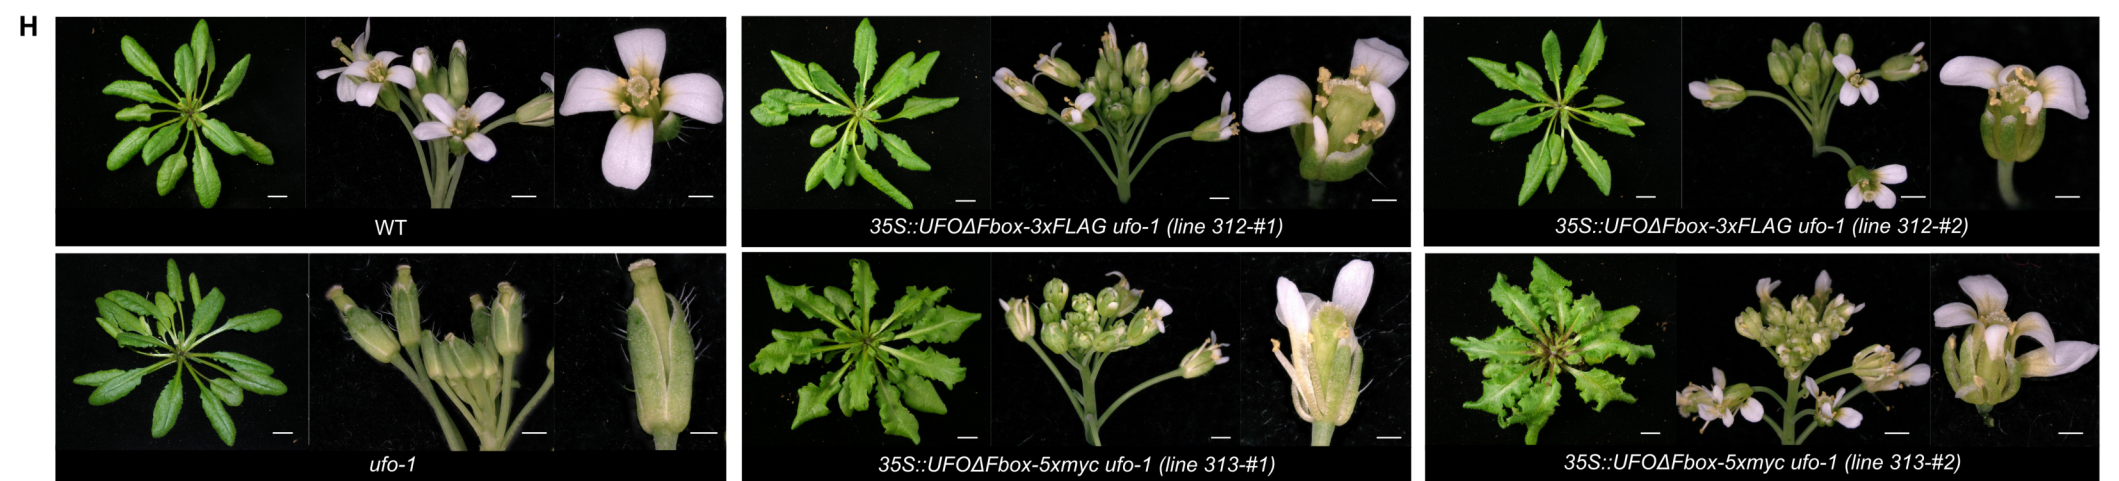 H
WT
35S::UFOΔFbox-3xFLAG ufo-1 (line 312-#1)
35S::UFOΔFbox-3xFLAG ufo-1 (line 312-#2)
ufo-1
35S::UFOΔFbox-5xmyc ufo-1 (line 313-#1)
35S::UFOΔFbox-5xmyc ufo-1 (line 313-#2)